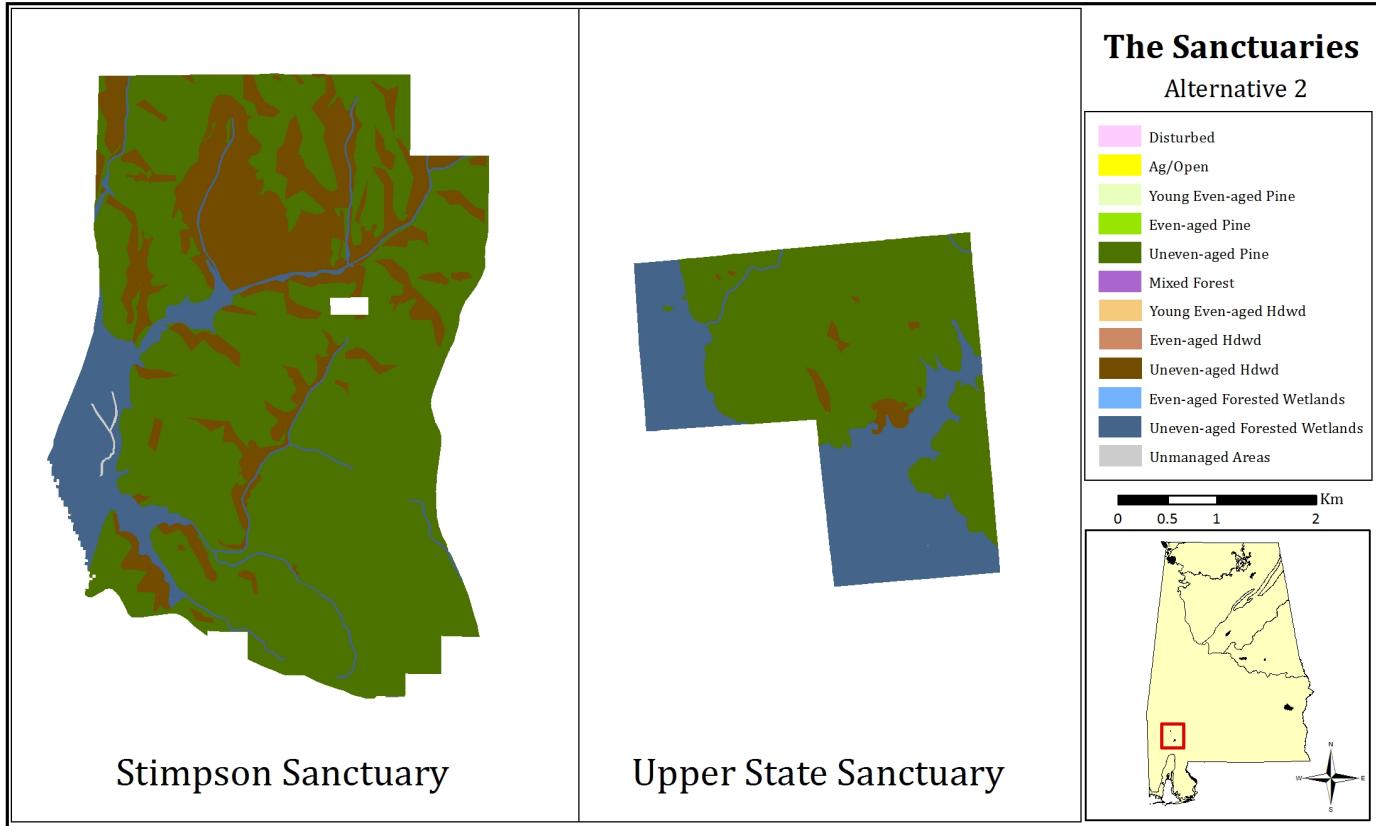 The Sanctuaries
Alternative 2
Disturbed
Ag/Open
Young Even-aged Pine
Even-aged Pine
Uneven-aged Pine
Mixed Forest
Young Even-aged Hdwd
Even-aged Hdwd
Uneven-aged Hdwd
Even-aged Forested Wetlands
Uneven-aged Forested Wetlands
Unmanaged Areas
Km
0 0.5 1 2
N
W E
S
Stimpson Sanctuary
Upper State Sanctuary